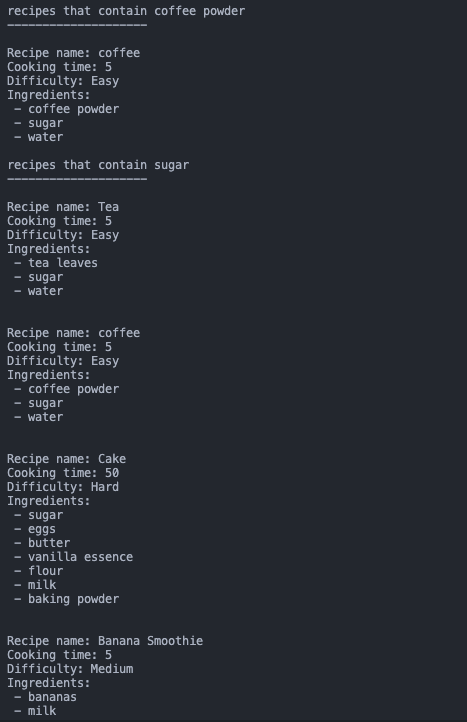 recipes that contain coffee powder
--------------------
Recipe name: coffee
Cooking time: 5
Difficulty: Easy
Ingredients:
- coffee powder
- sugar
- water
recipes that contain sugar
--------------------
Recipe name: Tea
Cooking time: 5
Difficulty: Easy
Ingredients:
- tea leaves
- sugar
- water
Recipe name: coffee
Cooking time: 5
Difficulty: Easy
Ingredients:
- coffee powder
- sugar
- water
Recipe name: Cake
Cooking time: 50
Difficulty: Hard
Ingredients:
- sugar
- eggs
- butter
- vanilla essence
- flour
- milk
- baking powder
Recipe name: Banana Smoothie
Cooking time: 5
Difficulty: Medium
Ingredients:
- bananas
- milk